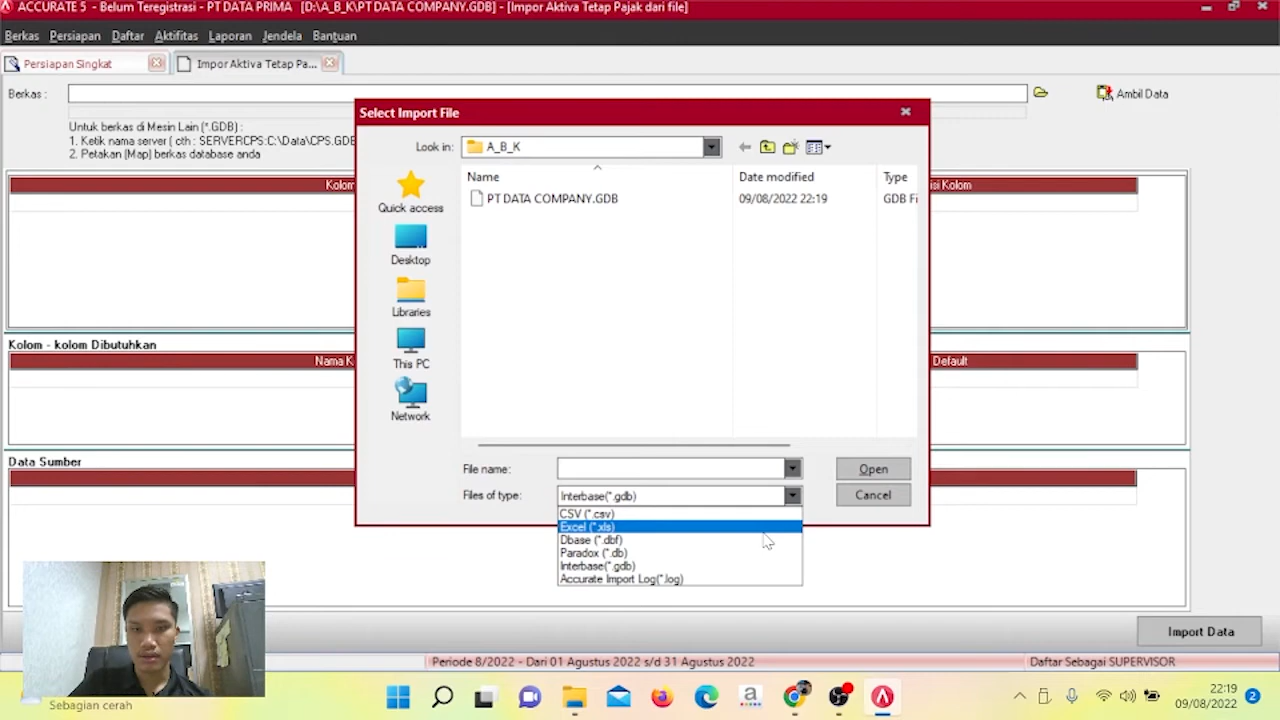 ACCURATE 5 - Belum Teregistrasi - PT DATA PRIMA [D:\A_B_K\PT DATA COMPANY.GDB] - [Impor Aktiva Tetap Pajak dari file]
Berkas Persiapan Daftar Aktifitas Laporan Jendela Bantuan
Persiapan Singkat
Impor Aktiva Tetap Pa...
Berkas :
Ambil Data
Untuk berkas di Mesin Lain (*.GDB) :
1. Ketik nama server ( cth : SERVERCPS:C:\Data\CPS.GDB
2. Petakan (Map) berkas database anda
Kolom
isi Kolom
Kolom - kolom Dibutuhkan
Nama K
Default
Data Sumber
Select Import File
Look in: A_B_K
Name Date modified Type
PT DATA COMPANY.GDB 09/08/2022 22:19 GDB Fi
Quick access
Desktop
Libraries
This PC
Network
File name:
Open
Files of type: Interbase(*.gdb)
Cancel
CSV (*.csv)
Excel (*.xls)
Dbase (*.dbf)
Paradox (*.db)
Interbase(*.gdb)
Accurate Import Log(*.log)
Import Data
Periode 8/2022 - Dari 01 Agustus 2022 s/d 31 Agustus 2022
Daftar Sebagai SUPERVISOR
Sebagian cerah
22:19
09/08/2022
2